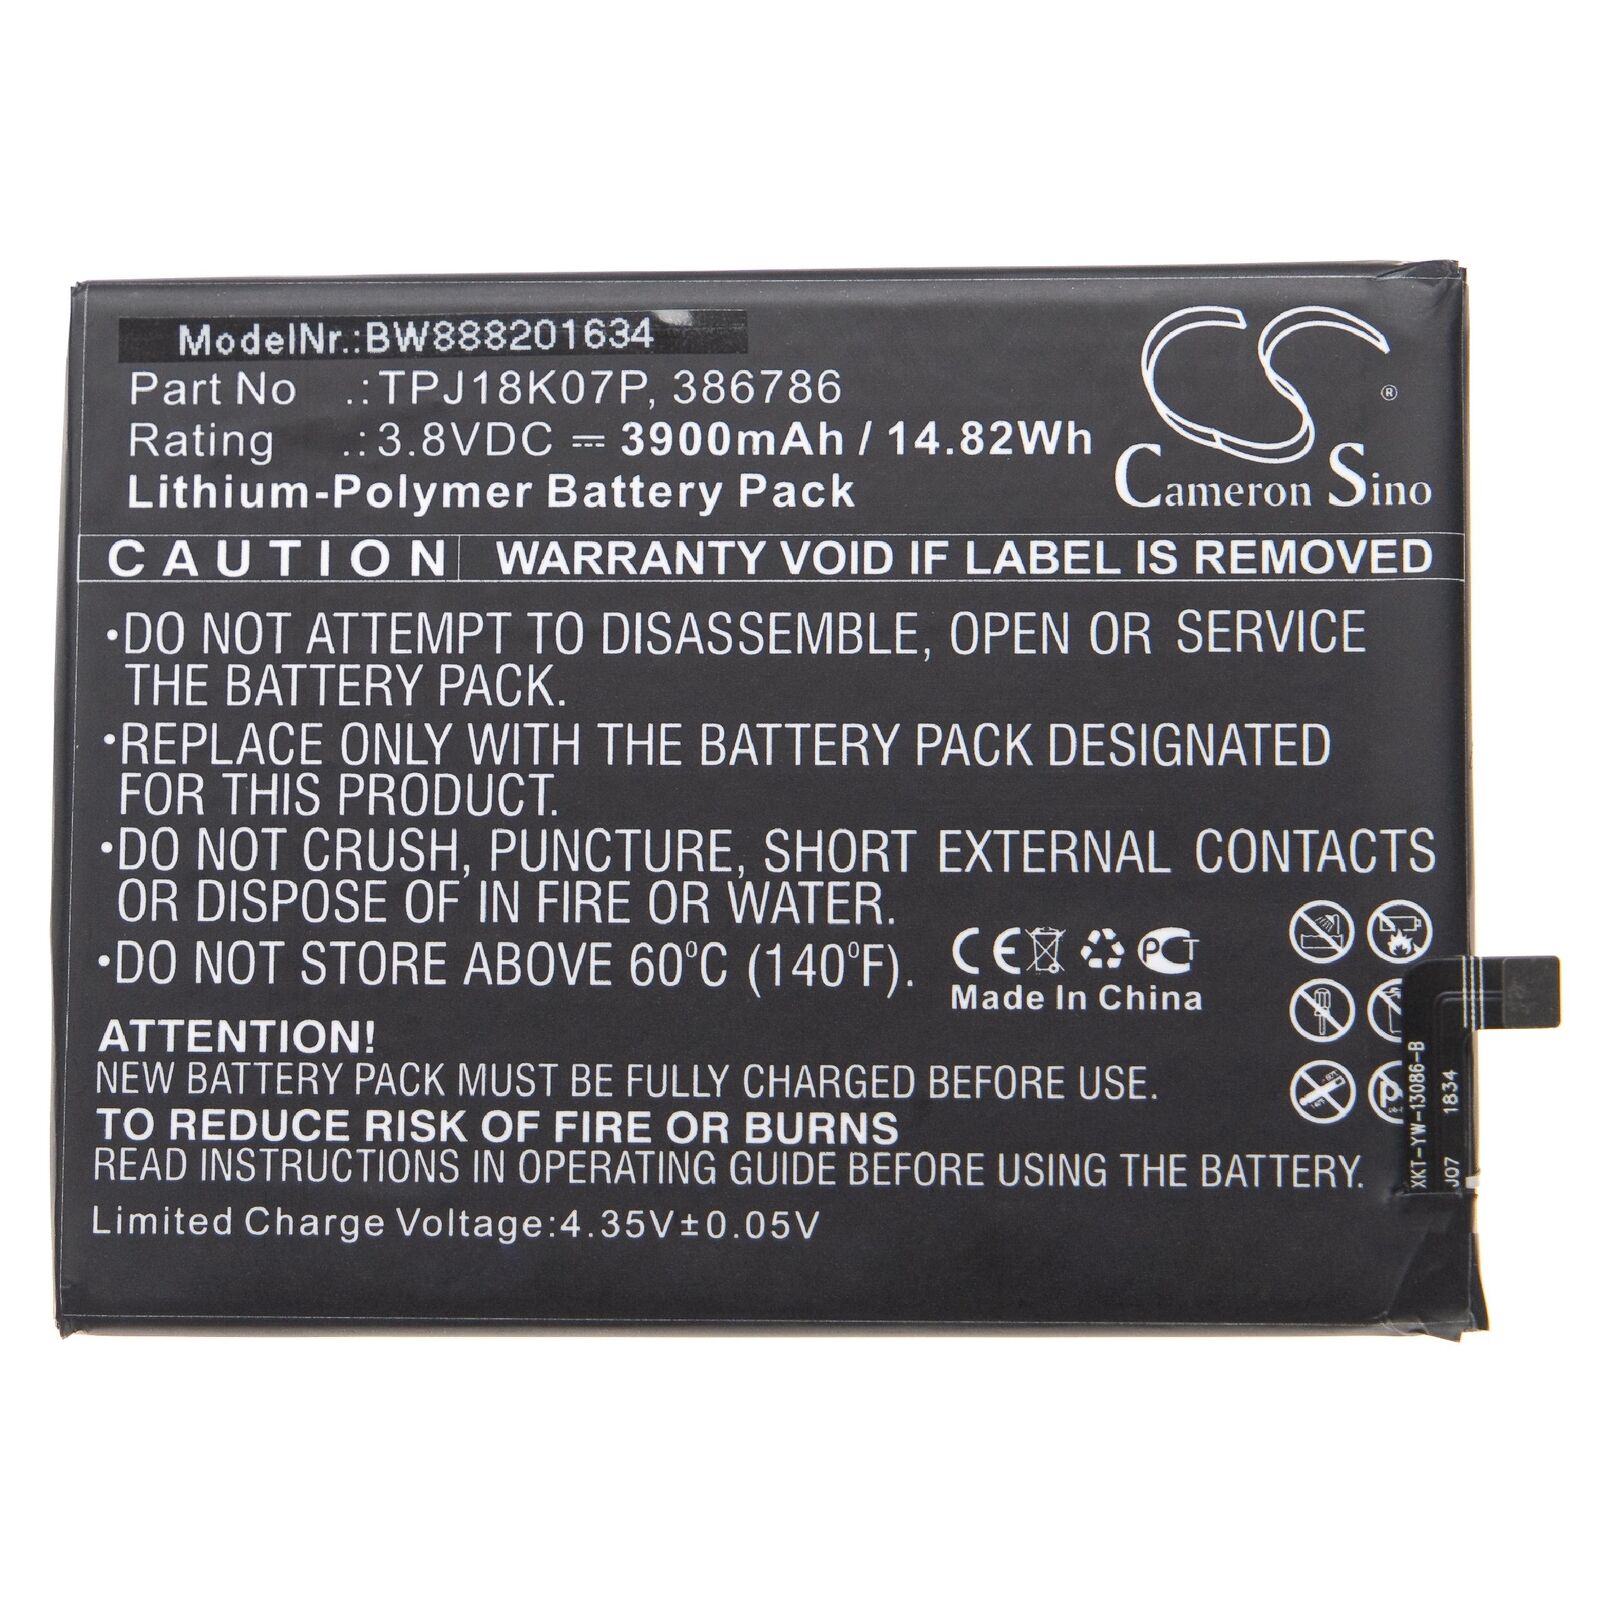 ModelNr.:BW888201634
Part No .:TPJ18K07P, 386786
Rating .:3.8VDC ⎓ 3900mAh / 14.82Wh
Lithium-Polymer Battery Pack
CS ®
Cameron Sino
CAUTION WARRANTY VOID IF LABEL IS REMOVED
•DO NOT ATTEMPT TO DISASSEMBLE, OPEN OR SERVICE
THE BATTERY PACK.
•REPLACE ONLY WITH THE BATTERY PACK DESIGNATED
FOR THIS PRODUCT.
•DO NOT CRUSH, PUNCTURE, SHORT EXTERNAL CONTACTS
OR DISPOSE OF IN FIRE OR WATER.
•DO NOT STORE ABOVE 60°C (140°F).
CE PCT
Made In China
ATTENTION!
NEW BATTERY PACK MUST BE FULLY CHARGED BEFORE USE.
TO REDUCE RISK OF FIRE OR BURNS
READ INSTRUCTIONS IN OPERATING GUIDE BEFORE USING THE BATTERY.
Limited Charge Voltage:4.35V±0.05V
XKT-YW-13086-B
J07 1834